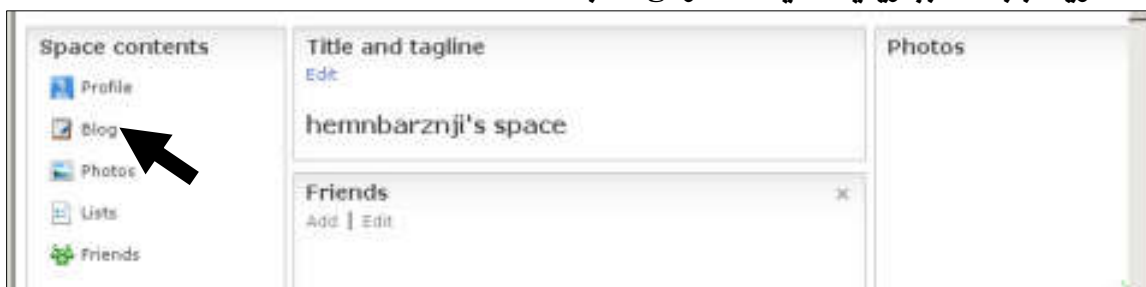 Space contents
Profile
Blog
Photos
Lists
Friends
Title and tagline
Edit
hemnbarznji's space
Friends
Add | Edit
Photos